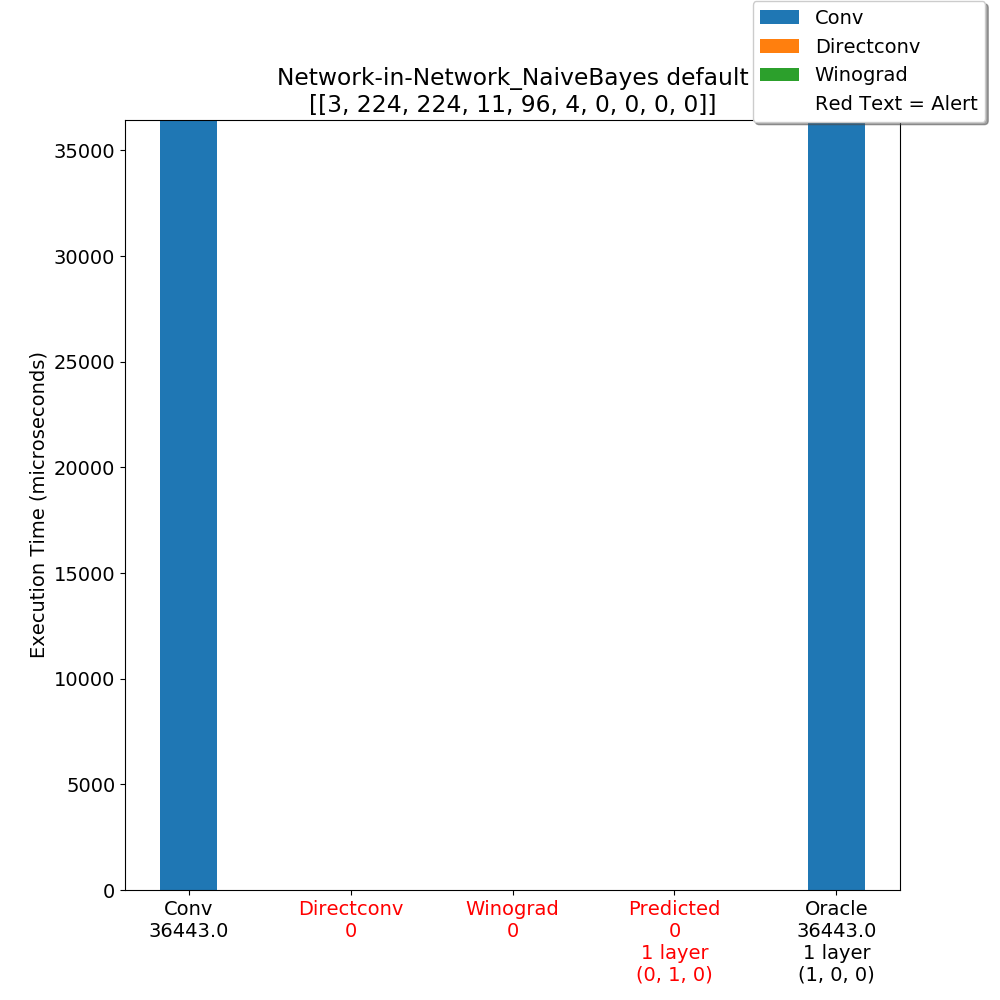 Conv
Directconv
Winograd
Red Text = Alert
Network-in-Network_NaiveBayes default
[[3, 224, 224, 11, 96, 4, 0, 0, 0, 0]]
Execution Time (microseconds)
35000
30000
25000
20000
15000
10000
5000
0
Conv
36443.0
Directconv
0
Winograd
0
Predicted
0
1 layer
(0, 1, 0)
Oracle
36443.0
1 layer
(1, 0, 0)